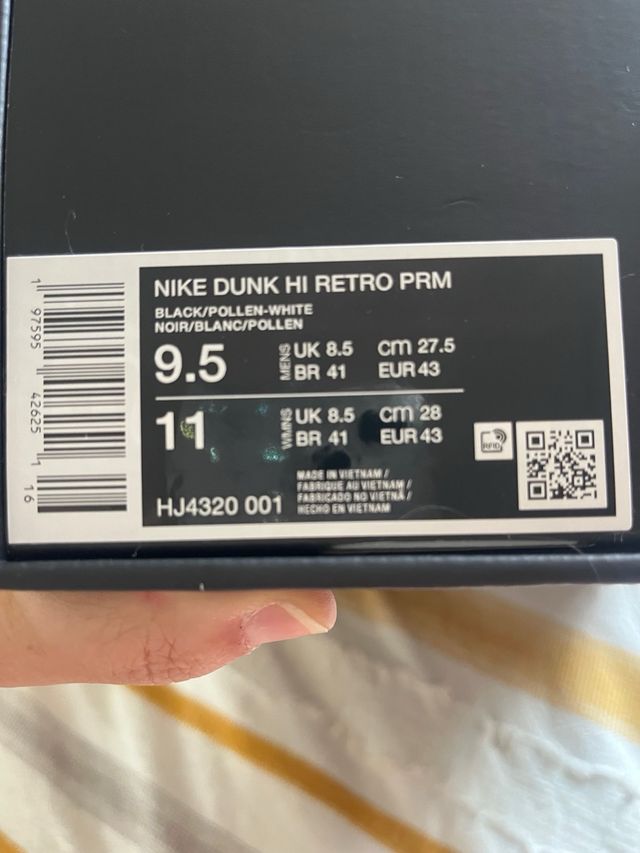 NIKE DUNK HI RETRO PRM
BLACK/POLLEN-WHITE
NOIR/BLANC/POLLEN
9.5 MENS UK 8.5 cm 27.5
BR 41 EUR 43
11 WMNS UK 8.5 cm 28
BR 41 EUR 43
RFID
HJ4320 001
MADE IN VIETNAM /
FABRIQUE AU VIETNAM /
FABRICADO NO VIETNÃ /
HECHO EN VIETNAM
1 97595 42625 1 16